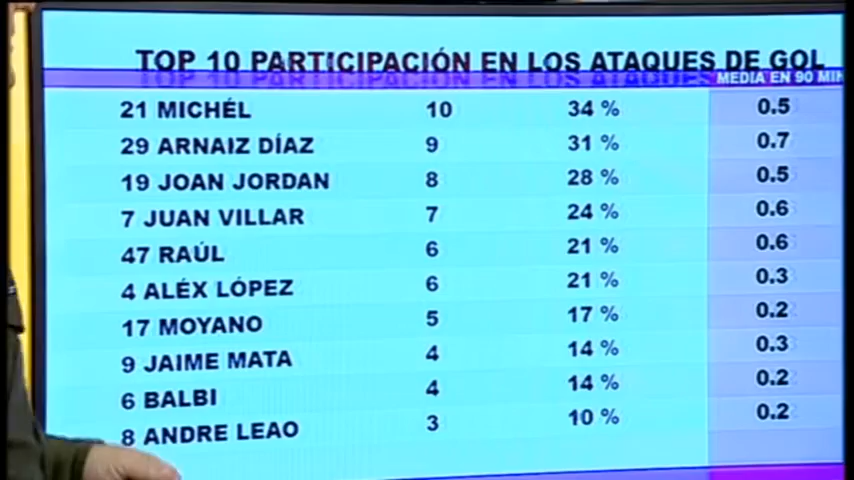 TOP 10 PARTICIPACIÓN EN LOS ATAQUES DE GOL
MEDIA EN 90 MIN
21 MICHÉL 10 34 % 0.5
29 ARNAIZ DÍAZ 9 31 % 0.7
19 JOAN JORDAN 8 28 % 0.5
7 JUAN VILLAR 7 24 % 0.6
47 RAÚL 6 21 % 0.6
4 ALÉX LÓPEZ 6 21 % 0.3
17 MOYANO 5 17 % 0.2
9 JAIME MATA 4 14 % 0.3
6 BALBI 4 14 % 0.2
8 ANDRE LEAO 3 10 % 0.2